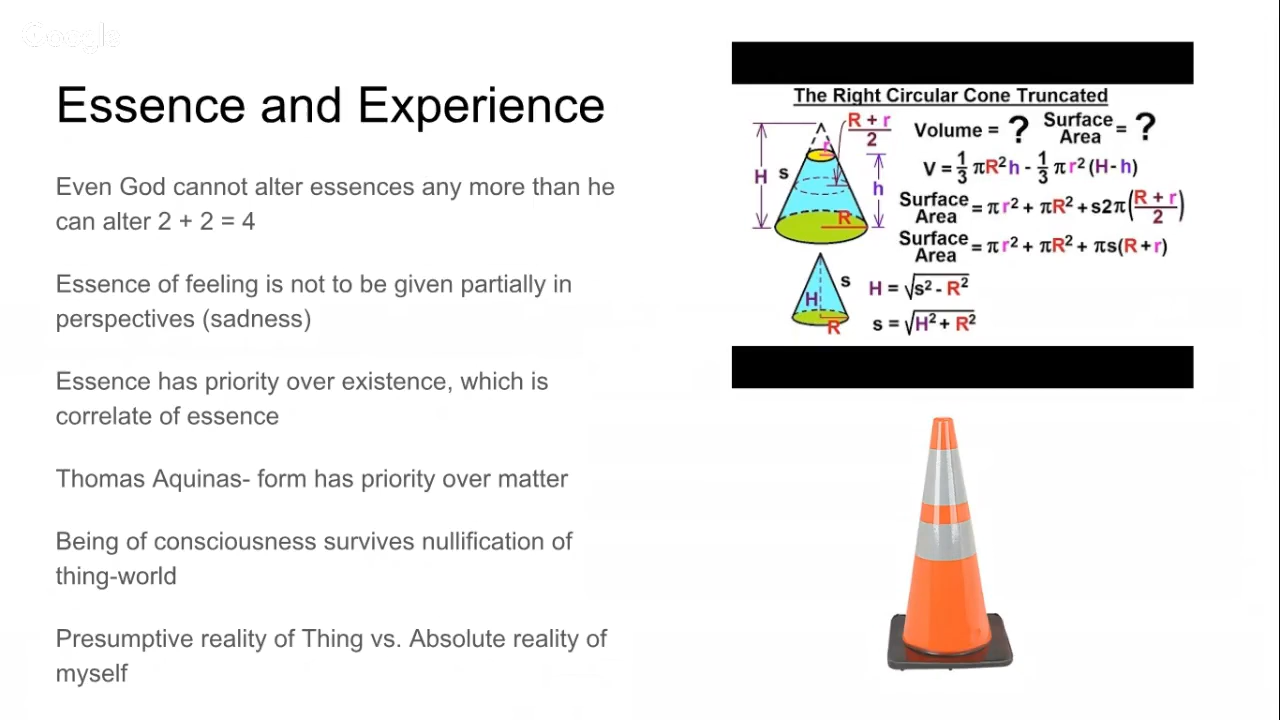 Google
Essence and Experience
Even God cannot alter essences any more than he
can alter 2 + 2 = 4
Essence of feeling is not to be given partially in
perspectives (sadness)
Essence has priority over existence, which is
correlate of essence
Thomas Aquinas- form has priority over matter
Being of consciousness survives nullification of
thing-world
Presumptive reality of Thing vs. Absolute reality of
myself
The Right Circular Cone Truncated
R + r
2
r
H
s
h
R
Volume = ? Surface Area = ?
V = 1/3 πR²h - 1/3 πr² (H-h)
Surface Area = πr² + πR² + s2π(R + r / 2)
Surface Area = πr² + πR² + πs(R+r)
s
H
R
H = √s² - R²
s = √H² + R²